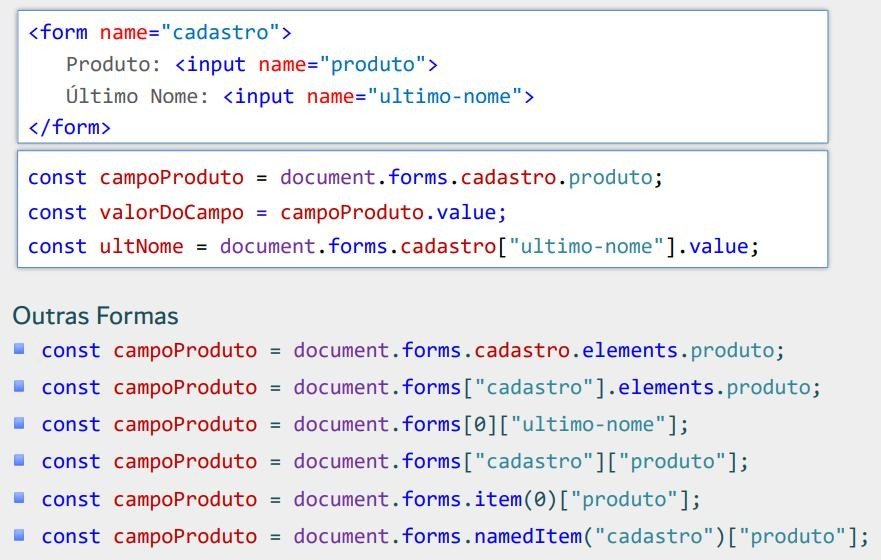 <form name="cadastro">
Produto: <input name="produto">
Último Nome: <input name="ultimo-nome">
</form>
const campoProduto = document.forms.cadastro.produto;
const valorDoCampo = campoProduto.value;
const ultNome = document.forms.cadastro["ultimo-nome"].value;
Outras Formas
const campoProduto = document.forms.cadastro.elements.produto;
const campoProduto = document.forms["cadastro"].elements.produto;
const campoProduto = document.forms[0]["ultimo-nome"];
const campoProduto = document.forms["cadastro"]["produto"];
const campoProduto = document.forms.item(0)["produto"];
const campoProduto = document.forms.namedItem("cadastro")["produto"];